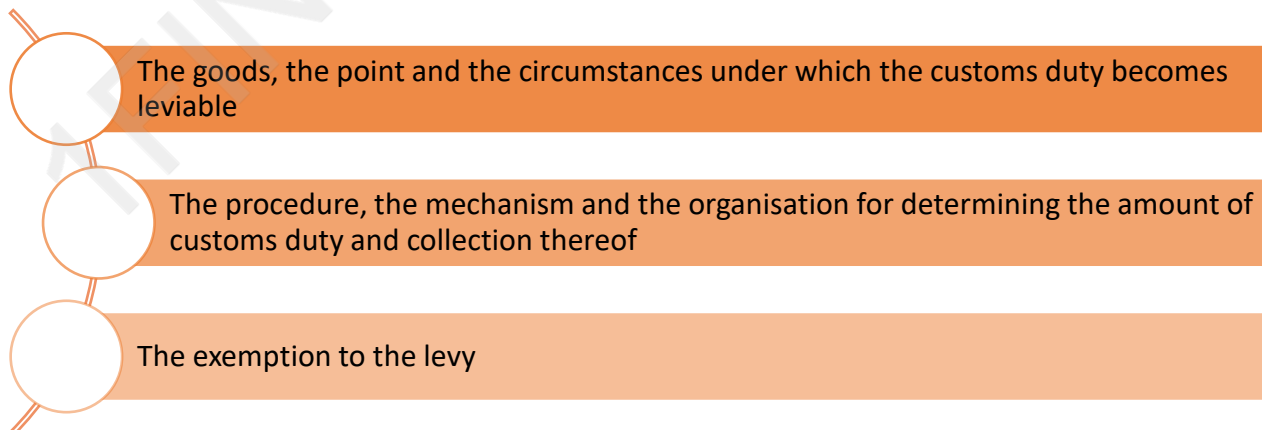 The goods, the point and the circumstances under which the customs duty becomes
leviable
The procedure, the mechanism and the organisation for determining the amount of
customs duty and collection thereof
The exemption to the levy